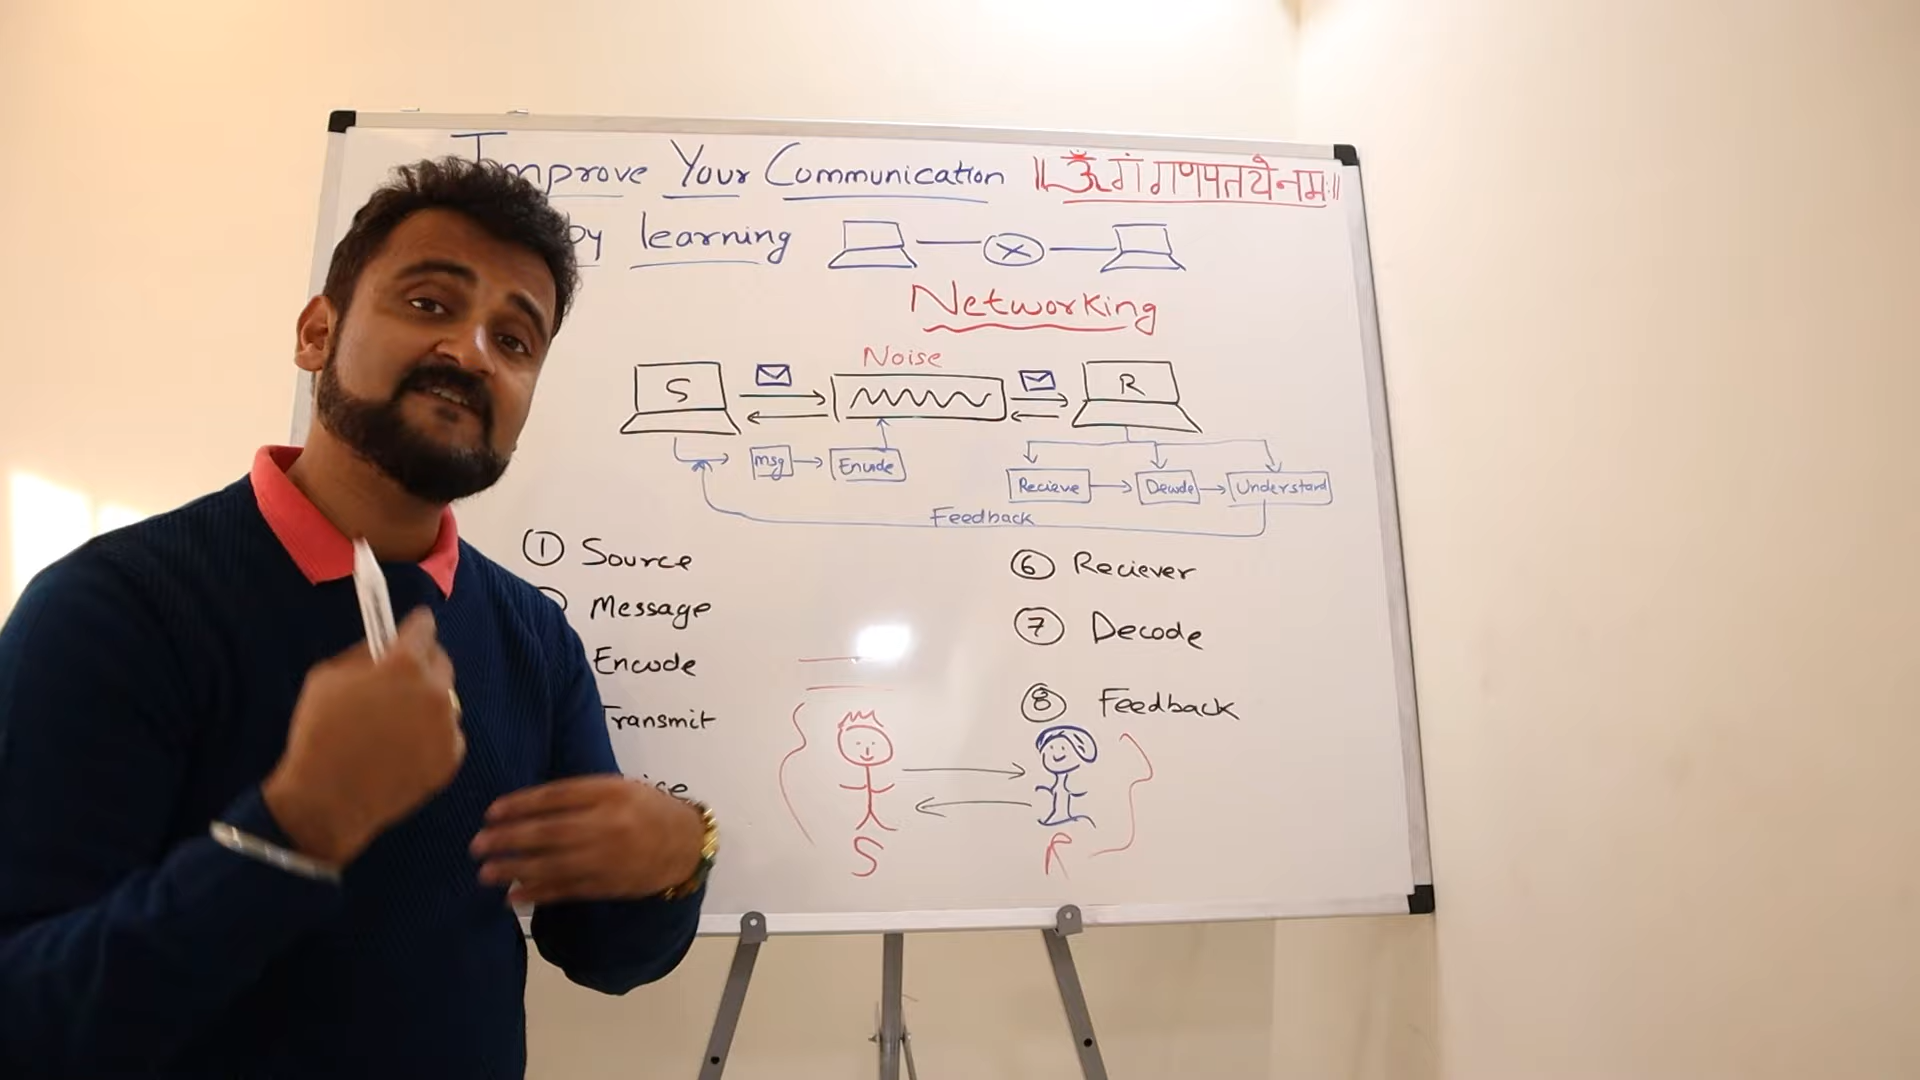 Improve Your Communication ॥ ॐ गं गणपतये नमः ॥
by learning
Networking
Noise
S
R
msg
Encode
Recieve
Decode
Understand
Feedback
① Source
Message
Encode
Transmit
⑥ Reciever
⑦ Decode
⑧ Feedback
S
R